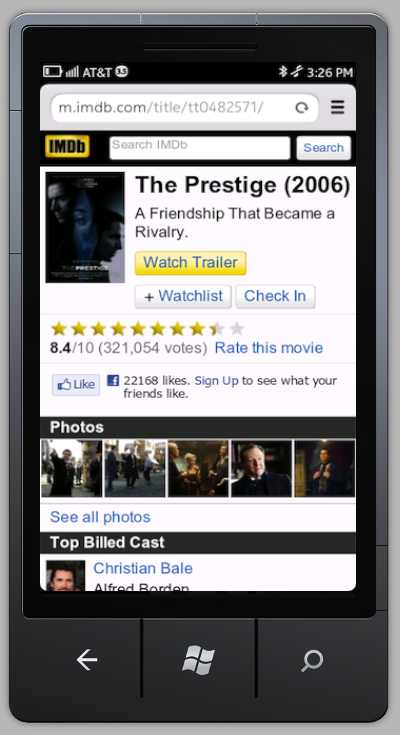 AT&T 3.5 3:26 PM
m.imdb.com/title/tt0482571/
IMDb Search IMDb Search
THE PRESTIGE
The Prestige (2006)
A Friendship That Became a
Rivalry.
Watch Trailer
+ Watchlist Check In
8.4/10 (321,054 votes) Rate this movie
Like 22168 likes. Sign Up to see what your
friends like.
Photos
See all photos
Top Billed Cast
Christian Bale
Alfred Borden